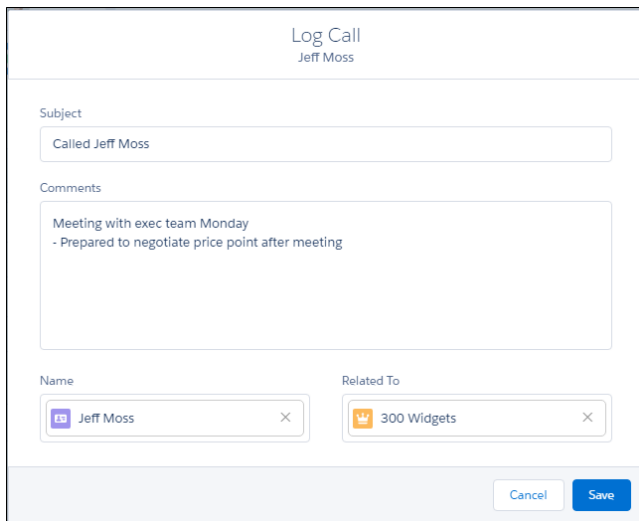 Log Call
Jeff Moss
Subject
Called Jeff Moss
Comments
Meeting with exec team Monday
- Prepared to negotiate price point after meeting
Name
Related To
Jeff Moss
300 Widgets
Cancel
Save